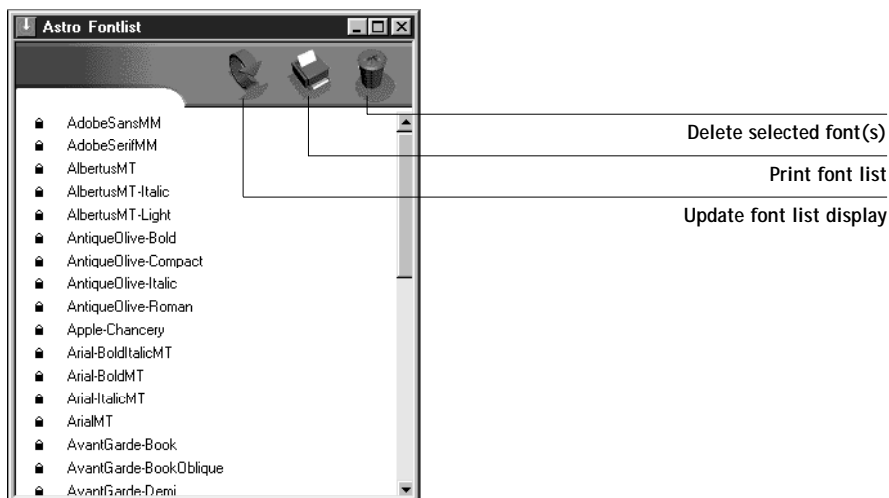 Astro Fontlist
AdobeSansMM
AdobeSerifMM
AlbertusMT
AlbertusMT-Italic
AlbertusMT-Light
AntiqueOlive-Bold
AntiqueOlive-Compact
AntiqueOlive-Italic
AntiqueOlive-Roman
Apple-Chancery
Arial-BoldItalicMT
Arial-BoldMT
Arial-ItalicMT
ArialMT
AvantGarde-Book
AvantGarde-BookOblique
AvantGarde-Demi
Delete selected font(s)
Print font list
Update font list display